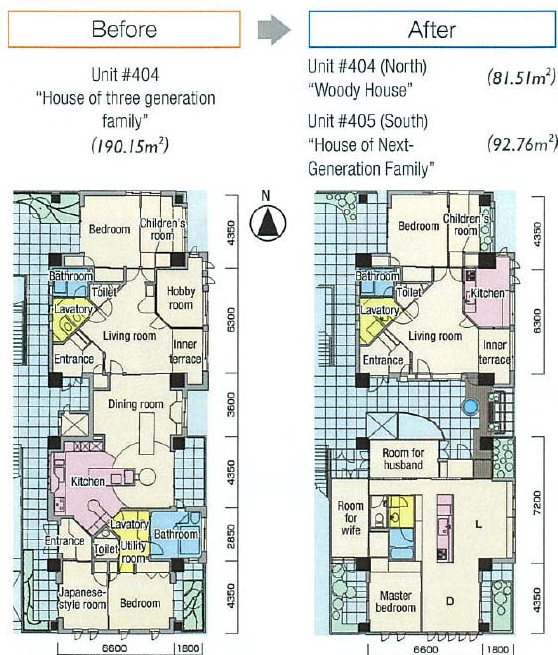 Before
After
Unit #404
"House of three generation
family"
(190.15m²)
Unit #404 (North)
"Woody House"
(81.51m²)
Unit #405 (South)
"House of Next-
Generation Family"
(92.76m²)
N
Bedroom
Children's
room
Bathroom
Toilet
Hobby
room
Lavatory
Living room
Entrance
Inner
terrace
Dining room
Kitchen
Entrance
Lavatory
Toilet
Utility
room
Bathroom
Japanese-
style room
Bedroom
4350
6300
3600
4350
2850
4350
6600
1800
Bedroom
Children's
room
Bathroom
Toilet
Kitchen
Lavatory
Living room
Entrance
Inner
terrace
Room for
husband
Room
for
wife
L
Master
bedroom
D
4350
6300
7200
4350
6600
1800